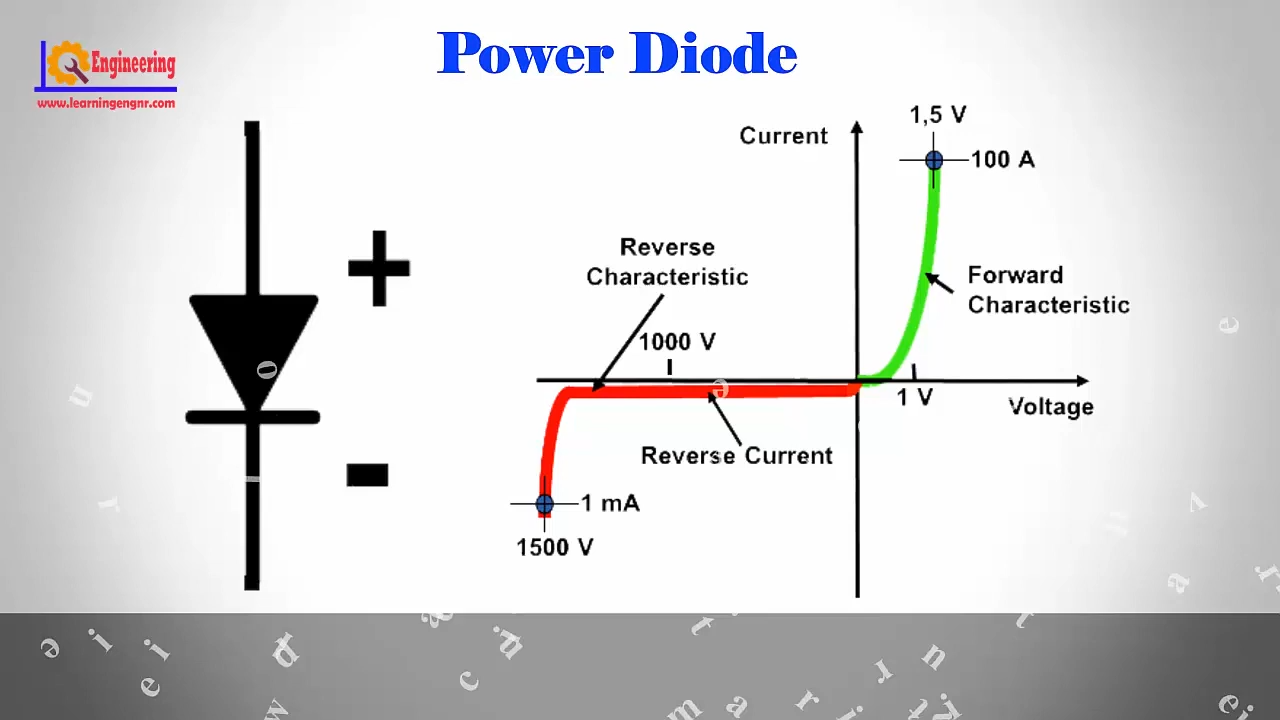 Power Diode
Engineering
www.learningengnr.com
1,5 V
Current
100 A
+
Reverse
Characteristic
Forward
Characteristic
1000 V
1 V
Voltage
Reverse Current
-
1 mA
1500 V